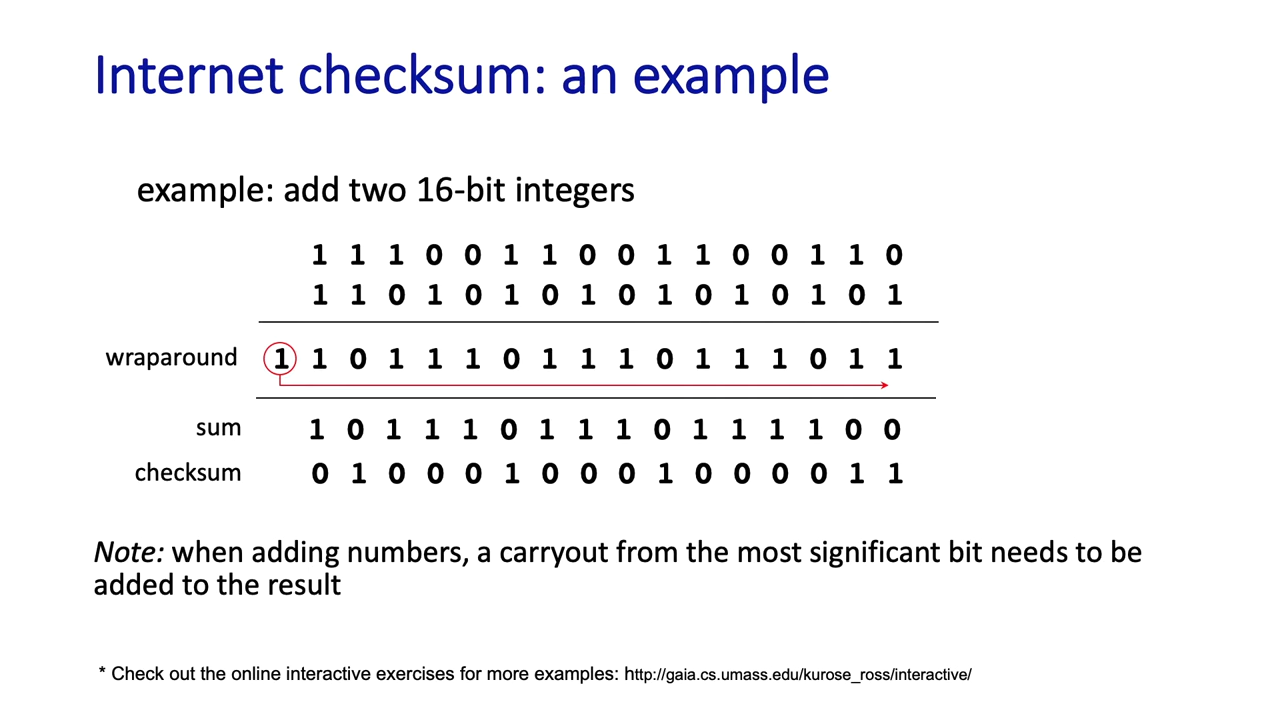 Internet checksum: an example
example: add two 16-bit integers
1 1 1 0 0 1 1 0 0 1 1 0 0 1 1 0
1 1 0 1 0 1 0 1 0 1 0 1 0 1 0 1
wraparound 1 1 0 1 1 1 0 1 1 1 0 1 1 1 0 1 1
sum 1 0 1 1 1 0 1 1 1 0 1 1 1 1 0 0
checksum 0 1 0 0 0 1 0 0 0 1 0 0 0 0 1 1
Note: when adding numbers, a carryout from the most significant bit needs to be
added to the result
* Check out the online interactive exercises for more examples: http://gaia.cs.umass.edu/kurose_ross/interactive/